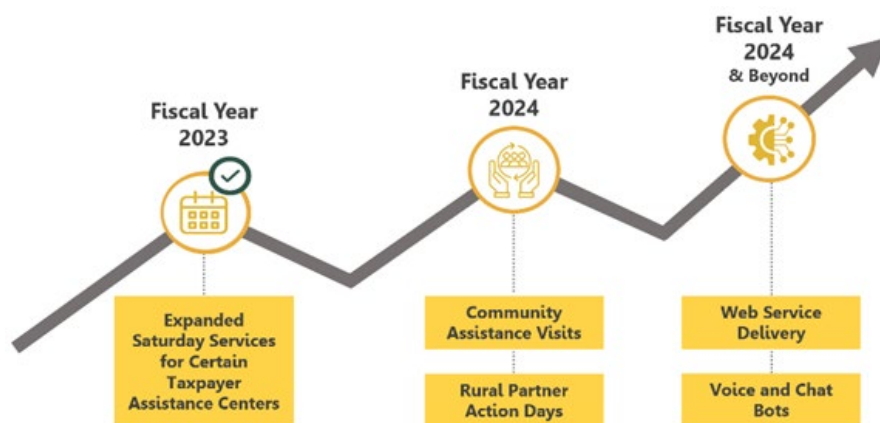 Fiscal Year
2023
Expanded
Saturday Services
for Certain
Taxpayer
Assistance Centers
Fiscal Year
2024
Community
Assistance Visits
Rural Partner
Action Days
Fiscal Year
2024
& Beyond
Web Service
Delivery
Voice and Chat
Bots